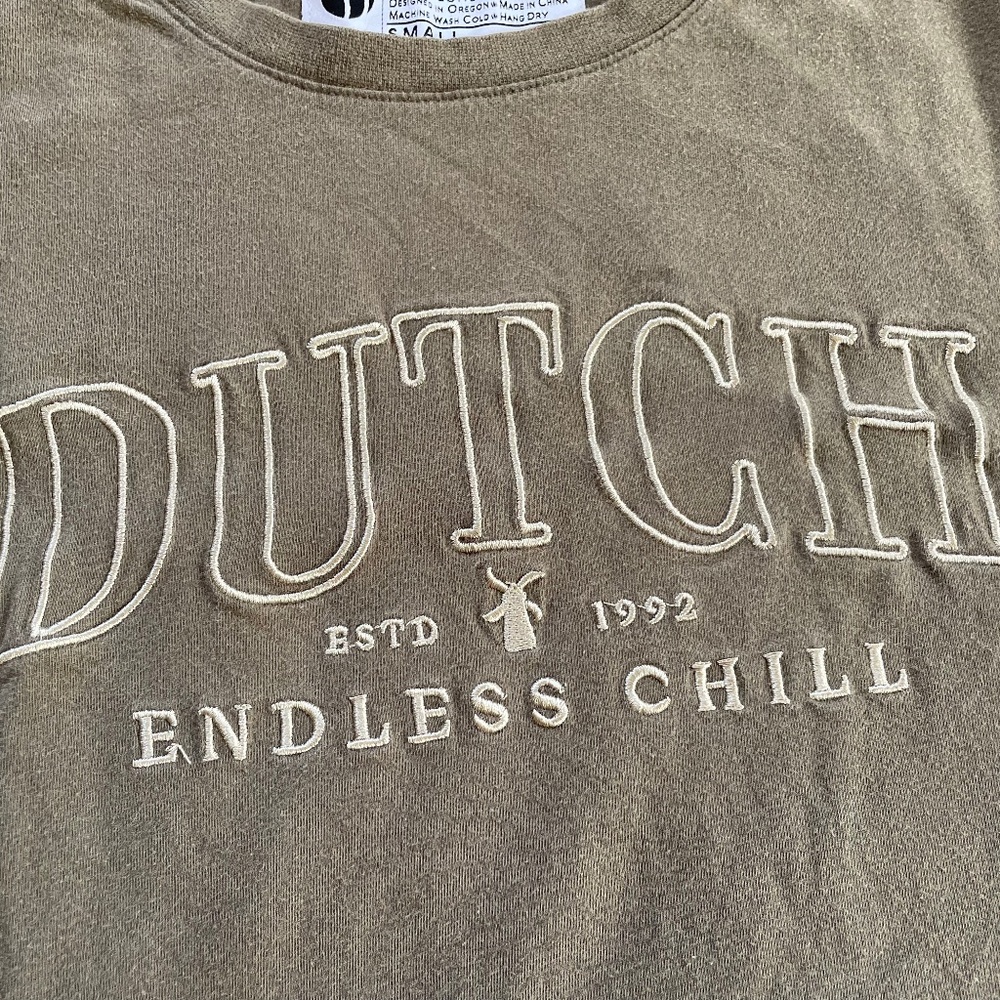 Designed in Oregon Made in China
Machine Wash Cold Hang Dry
SMALL
DUTCH
ESTD 1992
ENDLESS CHILL